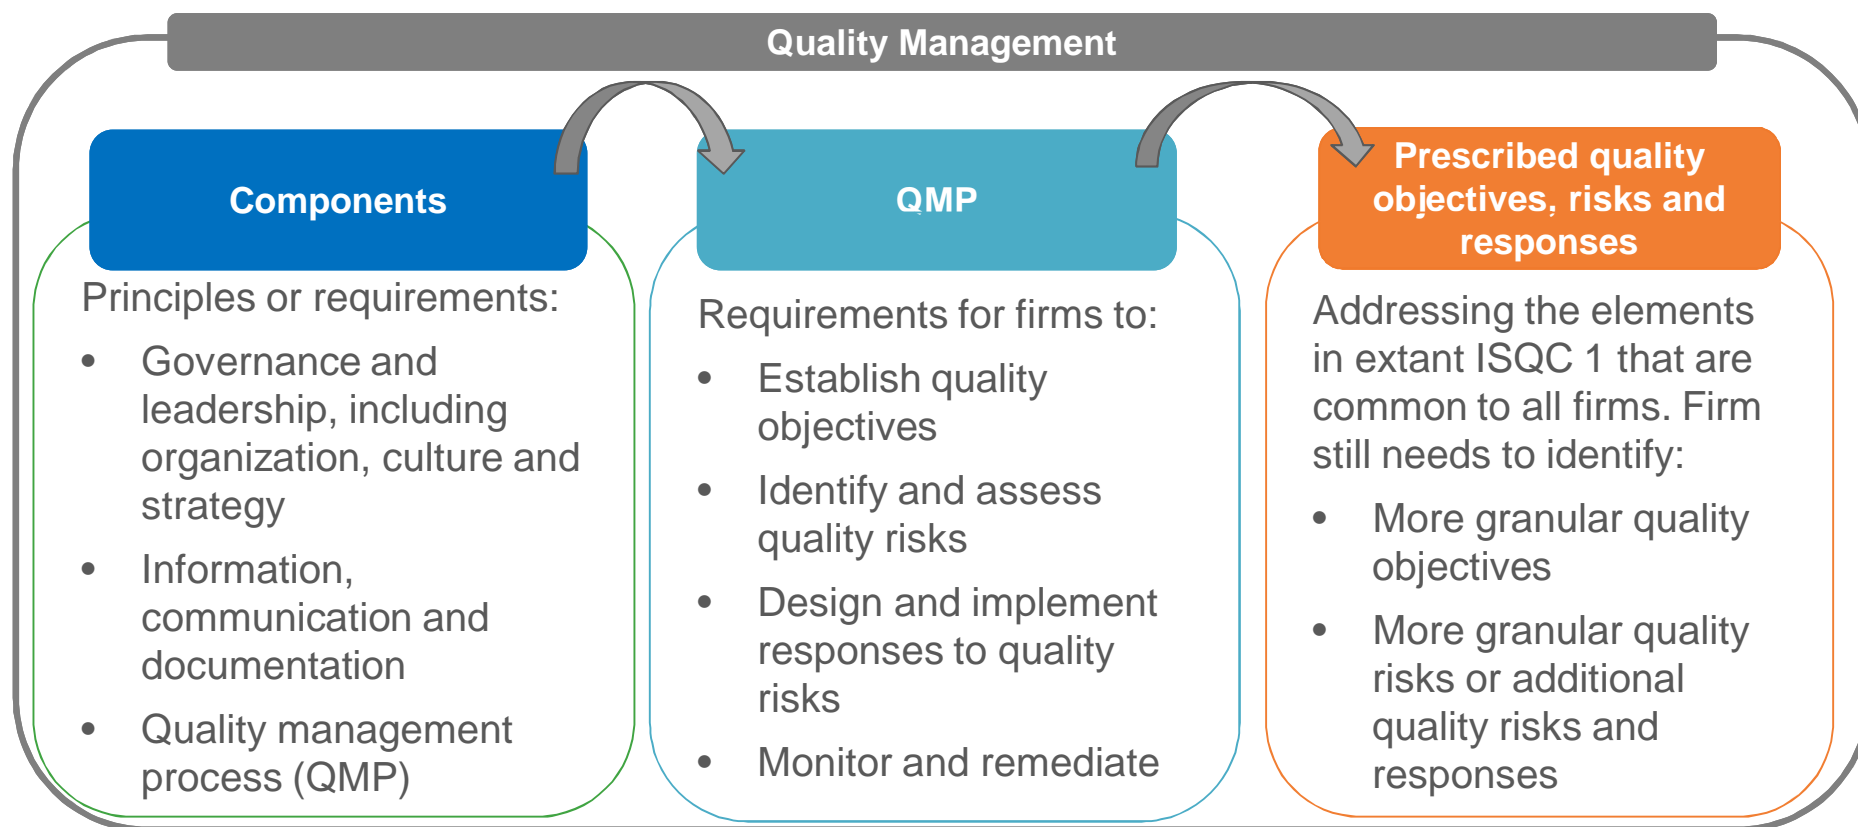 Quality Management
Components
Principles or requirements:
• Governance and
leadership, including
organization, culture and
strategy
• Information,
communication and
documentation
• Quality management
process (QMP)
QMP
Requirements for firms to:
• Establish quality
objectives
• Identify and assess
quality risks
• Design and implement
responses to quality
risks
• Monitor and remediate
Prescribed quality
objectives, risks and
responses
Addressing the elements
in extant ISQC 1 that are
common to all firms. Firm
still needs to identify:
• More granular quality
objectives
• More granular quality
risks or additional
quality risks and
responses